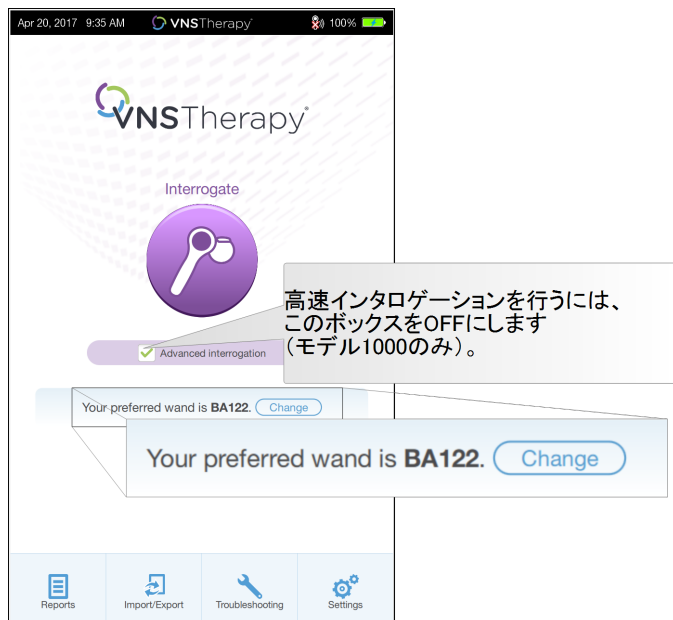 Apr 20, 2017 9:35 AM VNSTherapy 100%
VNSTherapy
Interrogate
高速インタロゲーションを行うには、
このボックスをOFFにします
（モデル1000のみ）。
Advanced interrogation
Your preferred wand is BA122. Change
Your preferred wand is BA122. Change
Reports Import/Export Troubleshooting Settings